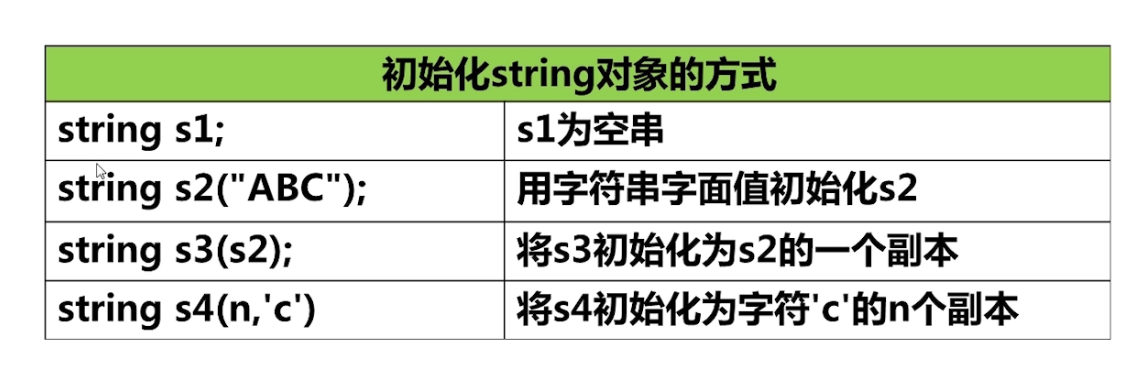 初始化string对象的方式
string s1;
s1为空串
string s2("ABC");
用字符串字面值初始化s2
string s3(s2);
将s3初始化为s2的一个副本
string s4(n,'c')
将s4初始化为字符'c'的n个副本